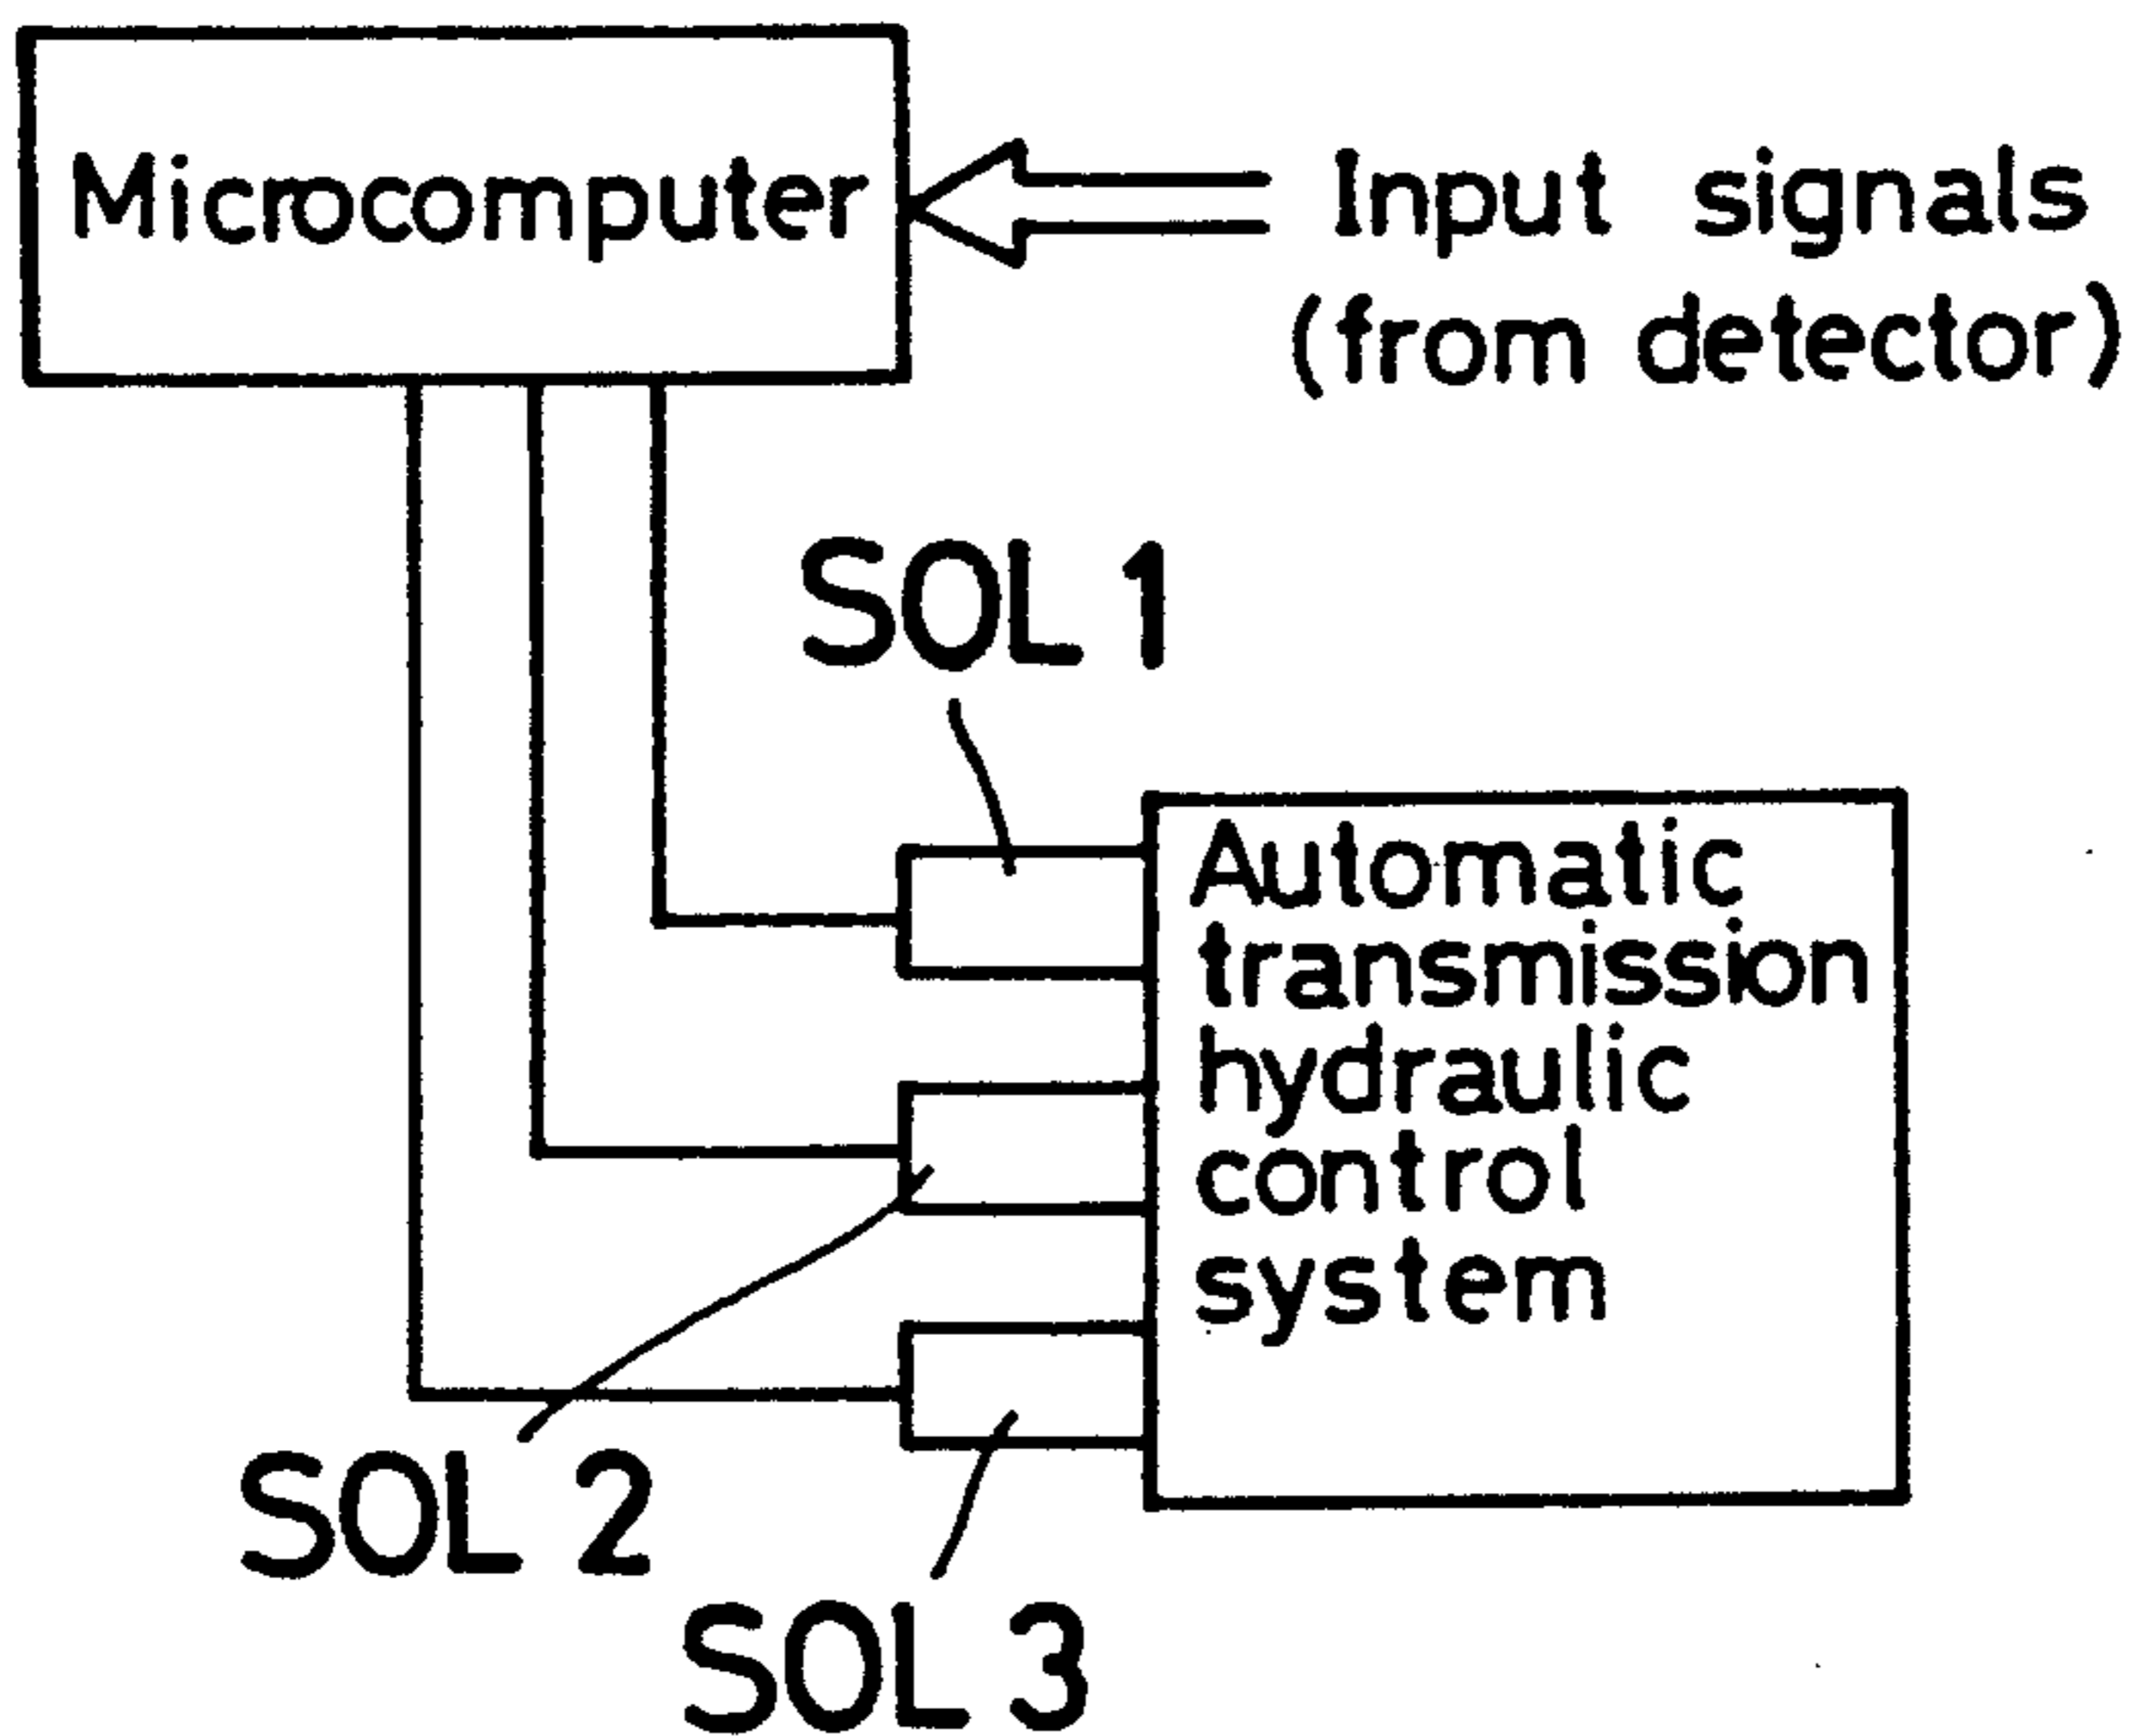 Microcomputer
Input signals
(from detector)
SOL 1
Automatic
transmission
hydraulic
control
system
SOL 2
SOL 3